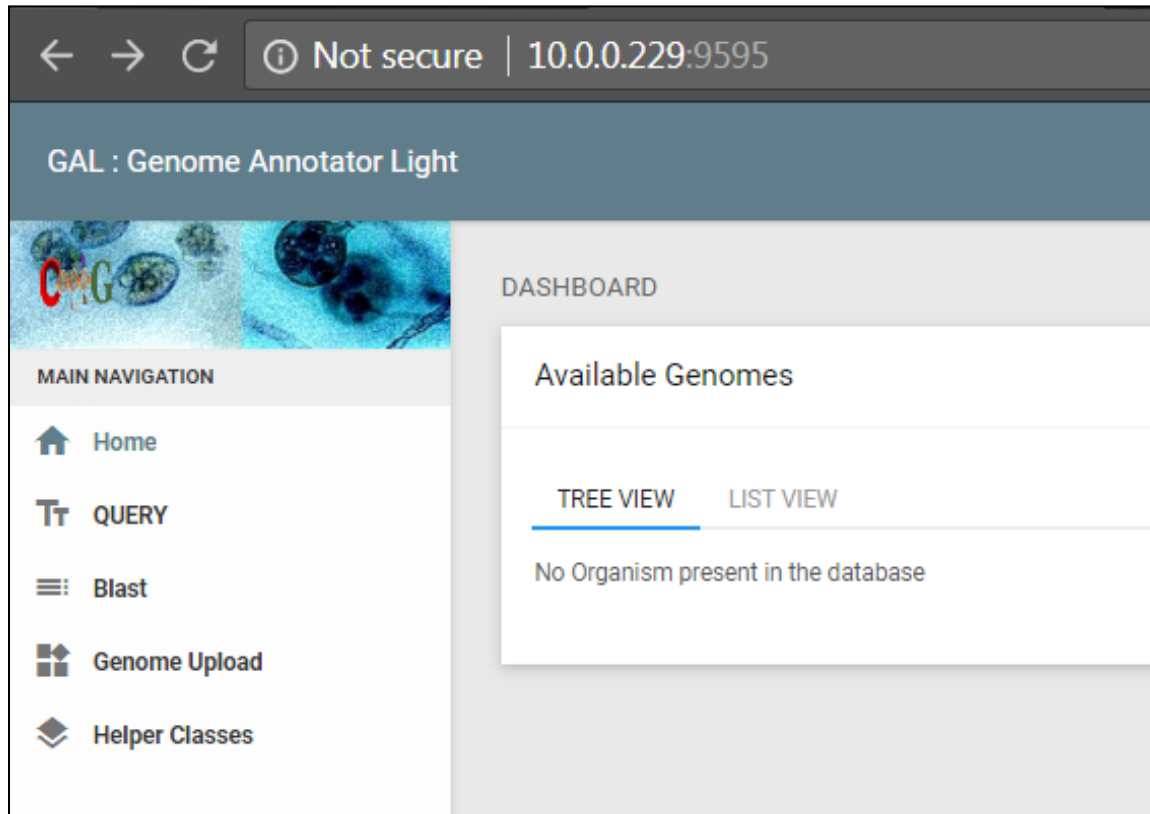 Not secure | 10.0.0.229:9595
GAL : Genome Annotator Light
MAIN NAVIGATION
Home
QUERY
Blast
Genome Upload
Helper Classes
DASHBOARD
Available Genomes
TREE VIEW LIST VIEW
No Organism present in the database